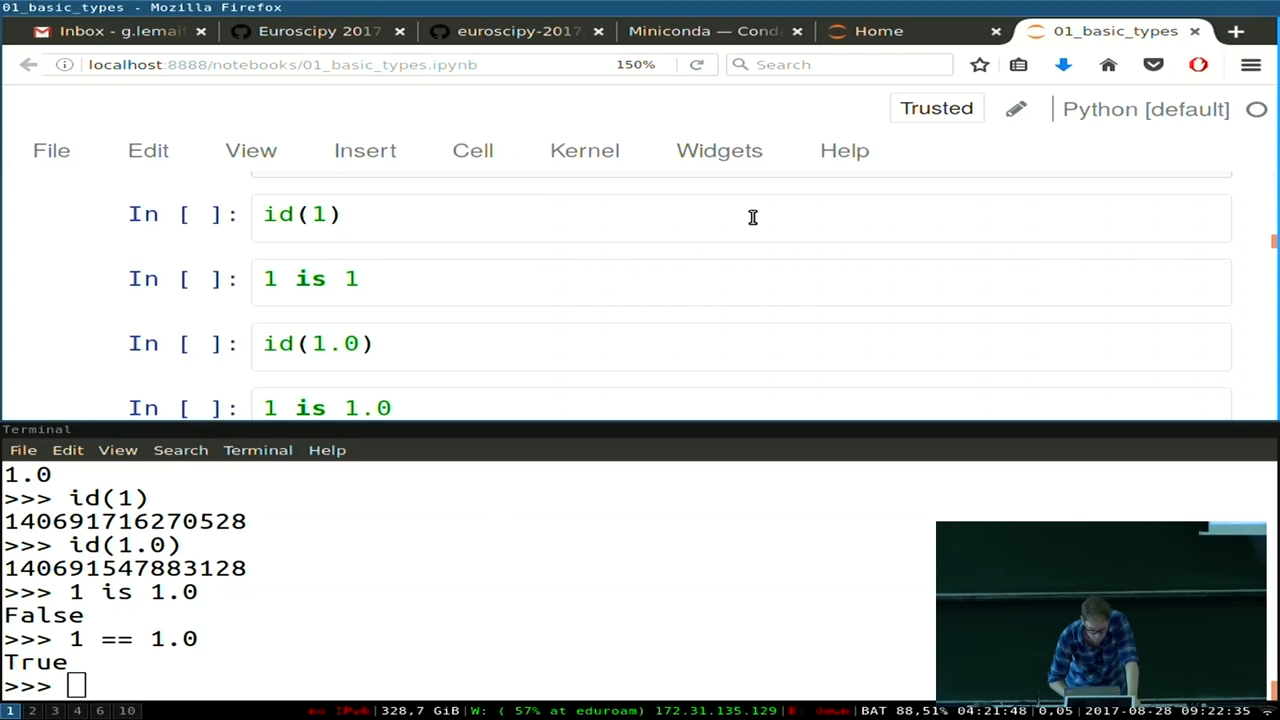 01_basic_types - Mozilla Firefox
Inbox - g.lemai × Euroscipy 2017 × euroscipy-2017 × Miniconda — Cond. × Home × 01_basic_types × +
localhost:8888/notebooks/01_basic_types.ipynb 150% Search
Trusted Python [default]
File Edit View Insert Cell Kernel Widgets Help
In [ ]: id(1)
In [ ]: 1 is 1
In [ ]: id(1.0)
In [ ]: 1 is 1.0
Terminal
File Edit View Search Terminal Help
1.0
>>> id(1)
140691716270528
>>> id(1.0)
140691547883128
>>> 1 is 1.0
False
>>> 1 == 1.0
True
>>>
1 2 3 4 6 10 no IPv6|328,7 GiB|W: ( 57% at eduroam) 172.31.135.129|E: down|BAT 88,51% 04:21:48|0,05|2017-08-28 09:22:35